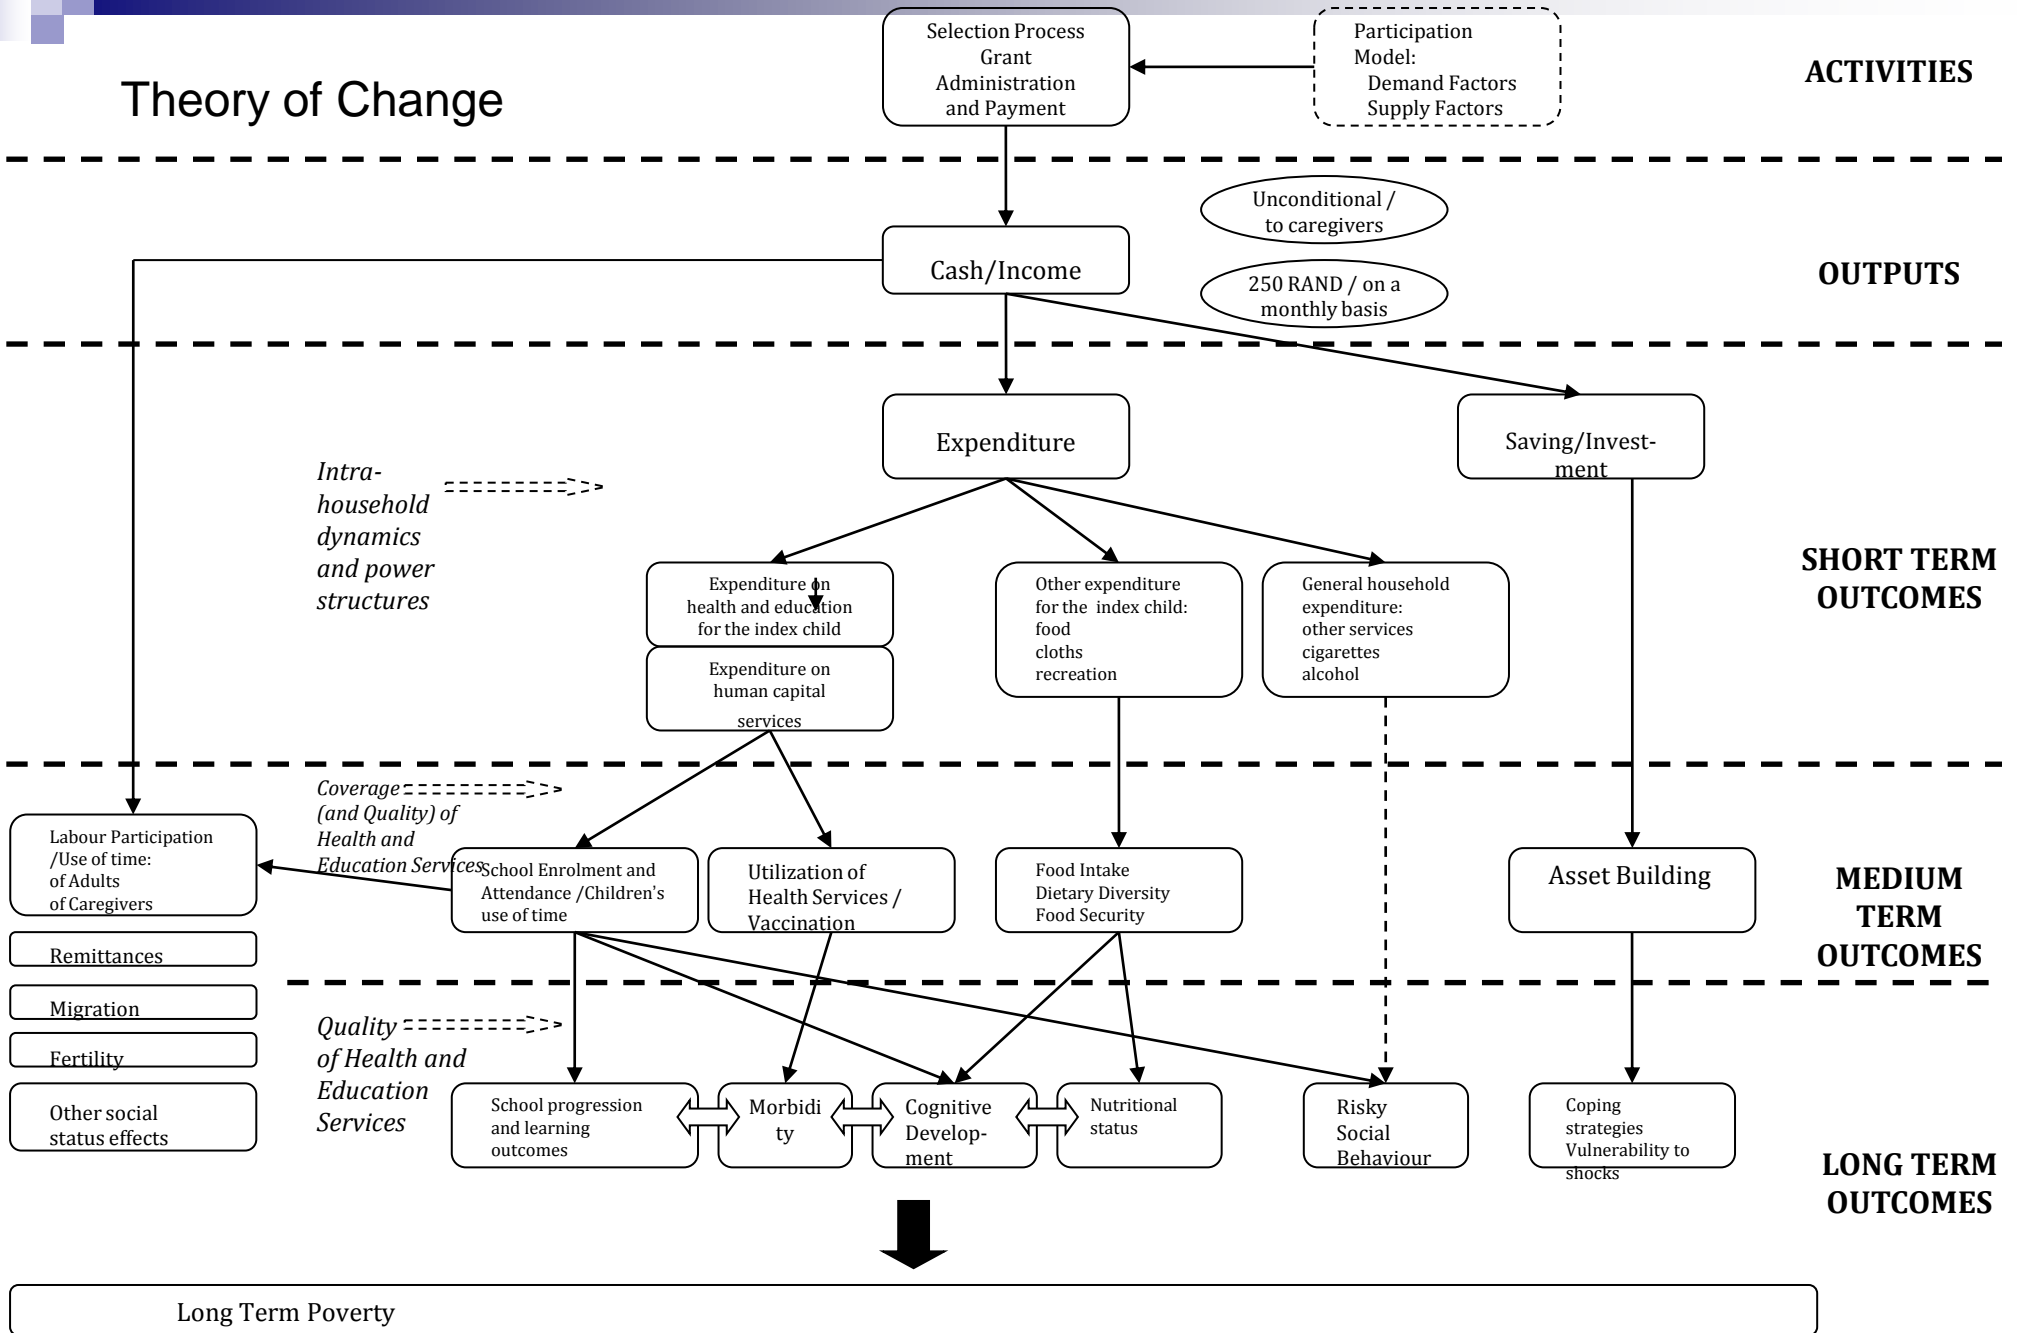 Theory of Change
Selection Process
Grant
Administration
and Payment
Participation
Model:
Demand Factors
Supply Factors
ACTIVITIES
Unconditional /
to caregivers
Cash/Income
250 RAND / on a
monthly basis
OUTPUTS
Expenditure
Saving/Invest-
ment
Intra-
household
dynamics
and power
structures
Expenditure on
health and education
for the index child
Expenditure on
human capital
services
Other expenditure
for the index child:
food
cloths
recreation
General household
expenditure:
other services
cigarettes
alcohol
SHORT TERM
OUTCOMES
Coverage
(and Quality) of
Health and
Education Services
Labour Participation
/Use of time:
of Adults
of Caregivers
School Enrolment and
Attendance /Children's
use of time
Utilization of
Health Services /
Vaccination
Food Intake
Dietary Diversity
Food Security
Asset Building
MEDIUM
TERM
OUTCOMES
Remittances
Migration
Fertility
Other social
status effects
Quality
of Health and
Education
Services
School progression
and learning
outcomes
Morbidi
ty
Cognitive
Develop-
ment
Nutritional
status
Risky
Social
Behaviour
Coping
strategies
Vulnerability to
shocks
LONG TERM
OUTCOMES
Long Term Poverty